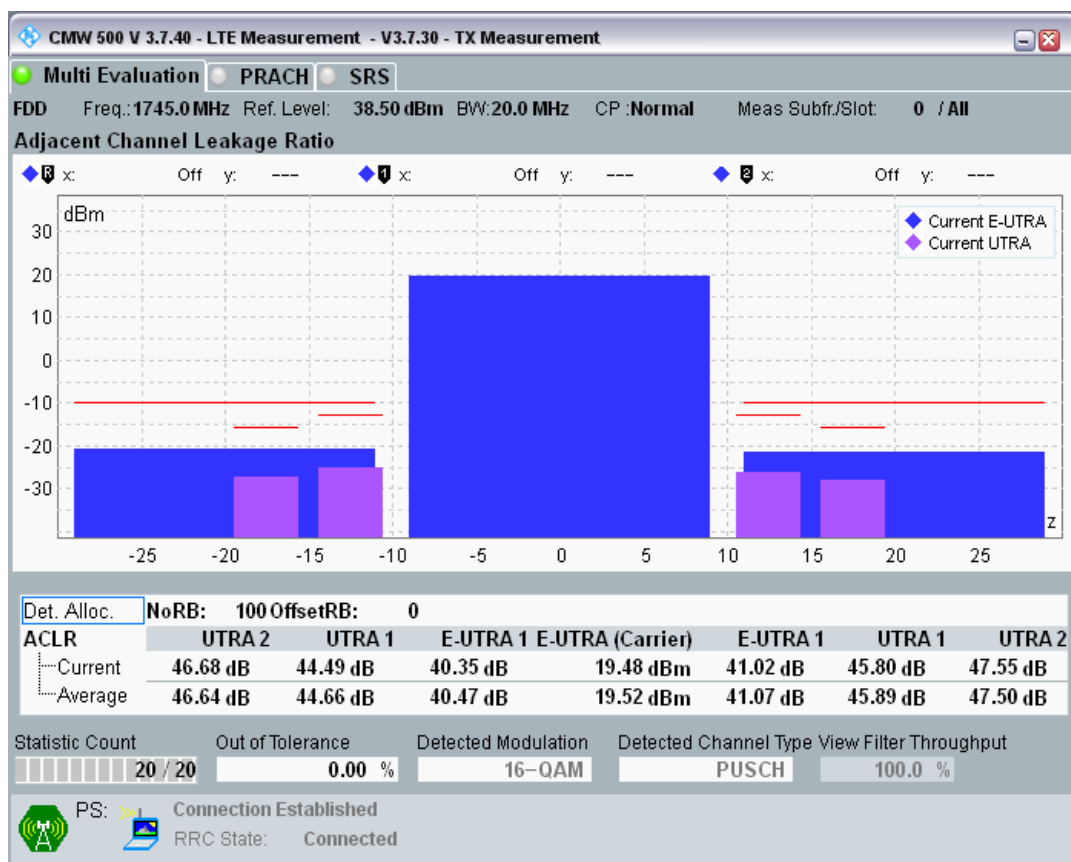 CMW 500 V 3.7.40 - LTE Measurement - V3.7.30 - TX Measurement
Multi Evaluation PRACH SRS
FDD Freq.: 1745.0 MHz Ref. Level: 38.50 dBm BW: 20.0 MHz CP : Normal Meas Subfr./Slot: 0 / All
Adjacent Channel Leakage Ratio
R x: Off y: --- 1 x: Off y: --- 2 x: Off y: ---
dBm
Current E-UTRA
Current UTRA
30
20
10
0
-10
-20
-30
z
-25 -20 -15 -10 -5 0 5 10 15 20 25
Det. Alloc. NoRB: 100 OffsetRB: 0
ACLR UTRA 2 UTRA 1 E-UTRA 1 E-UTRA (Carrier) E-UTRA 1 UTRA 1 UTRA 2
Current 46.68 dB 44.49 dB 40.35 dB 19.48 dBm 41.02 dB 45.80 dB 47.55 dB
Average 46.64 dB 44.66 dB 40.47 dB 19.52 dBm 41.07 dB 45.89 dB 47.50 dB
Statistic Count Out of Tolerance Detected Modulation Detected Channel Type View Filter Throughput
20 / 20 0.00 % 16-QAM PUSCH 100.0 %
PS: Connection Established
RRC State: Connected